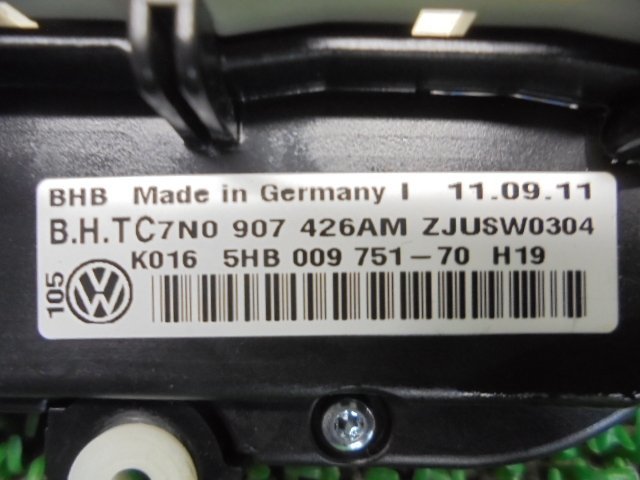 BHB Made in Germany I 11.09.11
B.H.TC7N0 907 426AM ZJUSW0304
K016 5HB 009 751-70 H19
105